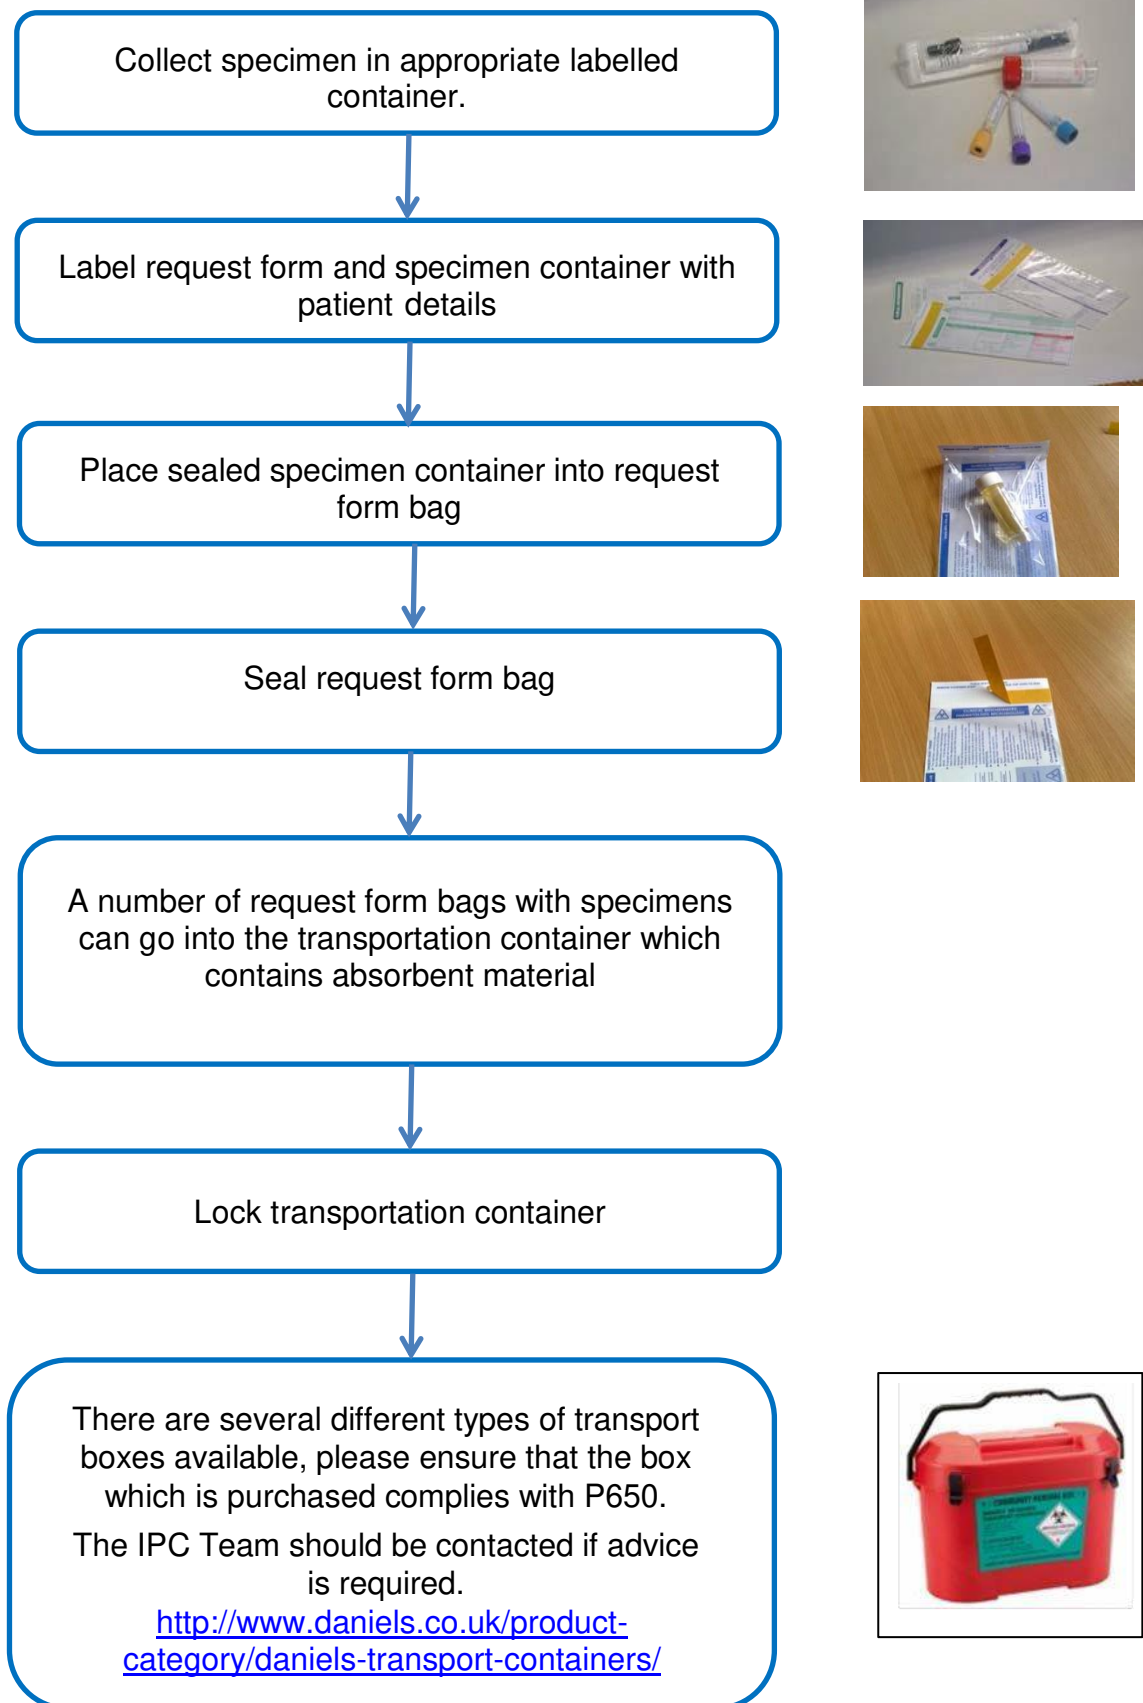 Collect specimen in appropriate labelled
container.
Label request form and specimen container with
patient details
Place sealed specimen container into request
form bag
Seal request form bag
A number of request form bags with specimens
can go into the transportation container which
contains absorbent material
Lock transportation container
There are several different types of transport
boxes available, please ensure that the box
which is purchased complies with P650.
The IPC Team should be contacted if advice
is required.
http://www.daniels.co.uk/product-
category/daniels-transport-containers/